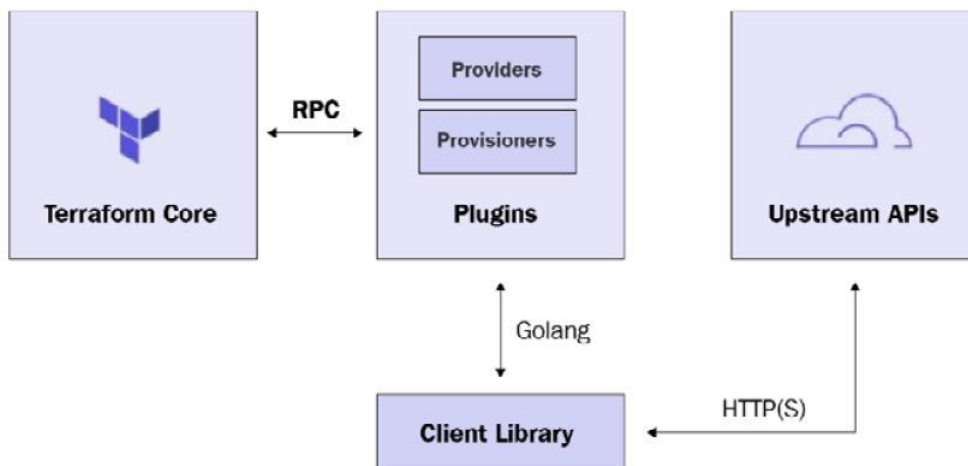 Providers
RPC
Provisioners
Terraform Core
Plugins
Upstream APIs
Golang
HTTP(S)
Client Library